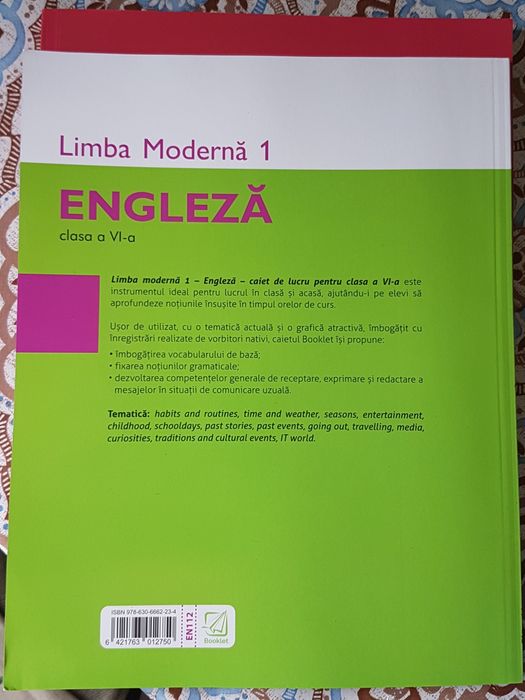 Limba Modernă 1
ENGLEZĂ
clasa a VI-a
Limba modernă 1 – Engleză – caiet de lucru pentru clasa a VI-a este
instrumentul ideal pentru lucrul în clasă și acasă, ajutându-i pe elevi să
aprofundeze noțiunile însușite în timpul orelor de curs.
Ușor de utilizat, cu o tematică actuală și o grafică atractivă, îmbogățit cu
înregistrări realizate de vorbitori nativi, caietul Booklet își propune:
• îmbogățirea vocabularului de bază;
• fixarea noțiunilor gramaticale;
• dezvoltarea competențelor generale de receptare, exprimare și redactare a
mesajelor în situații de comunicare uzuală.
Tematică: habits and routines, time and weather, seasons, entertainment,
childhood, schooldays, past stories, past events, going out, travelling, media,
curiosities, traditions and cultural events, IT world.
ISBN 978-630-6662-23-4
6 421763 012750
EN112
Booklet